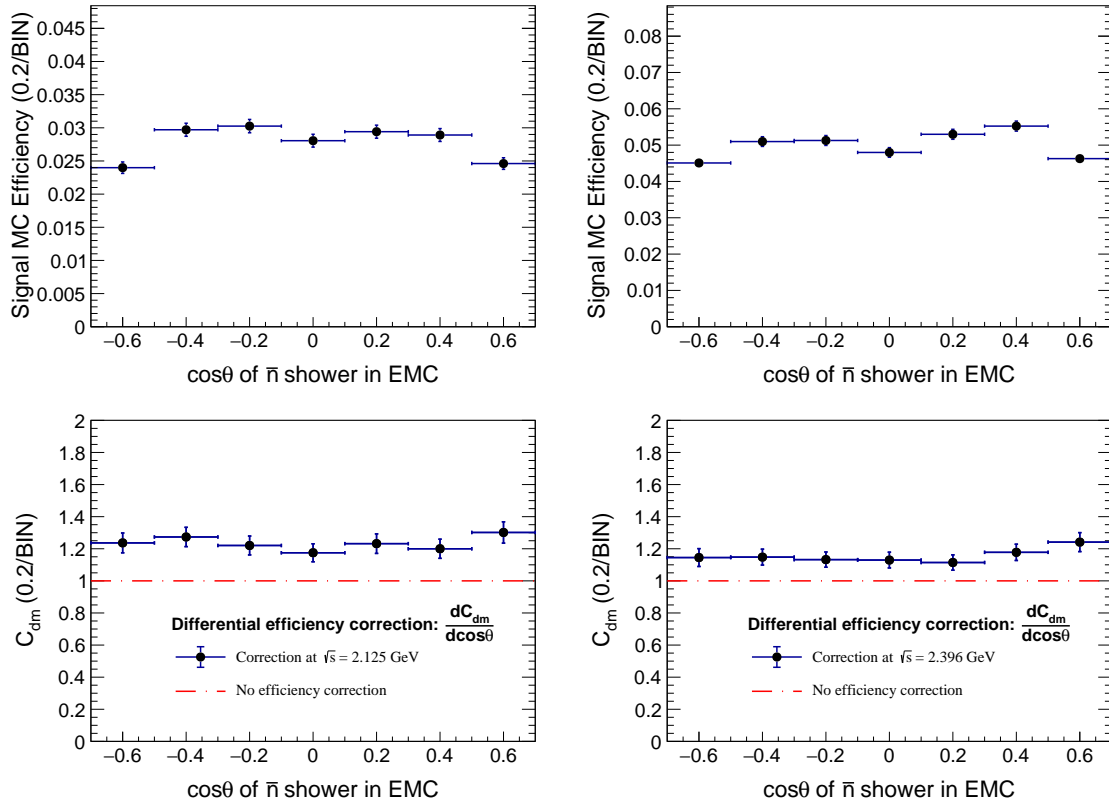 Signal MC Efficiency (0.2/BIN)
0.045
0.04
0.035
0.03
0.025
0.02
0.015
0.01
0.005
0
−0.6 −0.4 −0.2 0 0.2 0.4 0.6
cosθ of n̅ shower in EMC
Signal MC Efficiency (0.2/BIN)
0.08
0.07
0.06
0.05
0.04
0.03
0.02
0.01
0
−0.6 −0.4 −0.2 0 0.2 0.4 0.6
cosθ of n̅ shower in EMC
C_dm (0.2/BIN)
2
1.8
1.6
1.4
1.2
1
0.8
0.6
0.4
0.2
0
Differential efficiency correction: dC_dm/dcosθ
Correction at √s = 2.125 GeV
No efficiency correction
−0.6 −0.4 −0.2 0 0.2 0.4 0.6
cosθ of n̅ shower in EMC
C_dm (0.2/BIN)
2
1.8
1.6
1.4
1.2
1
0.8
0.6
0.4
0.2
0
Differential efficiency correction: dC_dm/dcosθ
Correction at √s = 2.396 GeV
No efficiency correction
−0.6 −0.4 −0.2 0 0.2 0.4 0.6
cosθ of n̅ shower in EMC